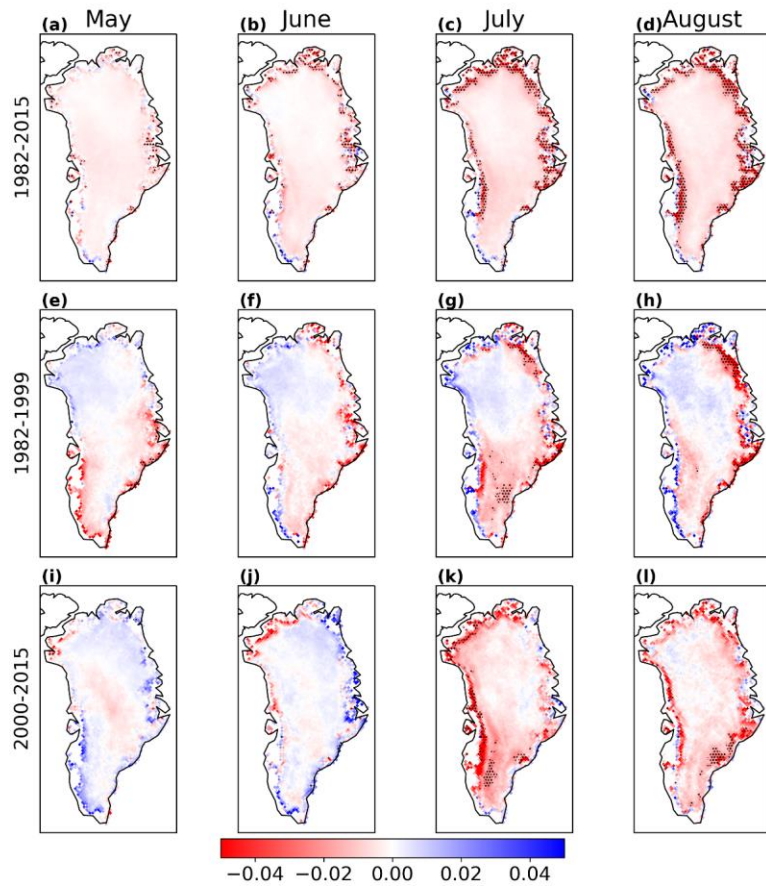 (a) May
(b) June
(c) July
(d) August
1982-2015
(e)
(f)
(g)
(h)
1982-1999
(i)
(j)
(k)
(l)
2000-2015
−0.04 −0.02 0.00 0.02 0.04